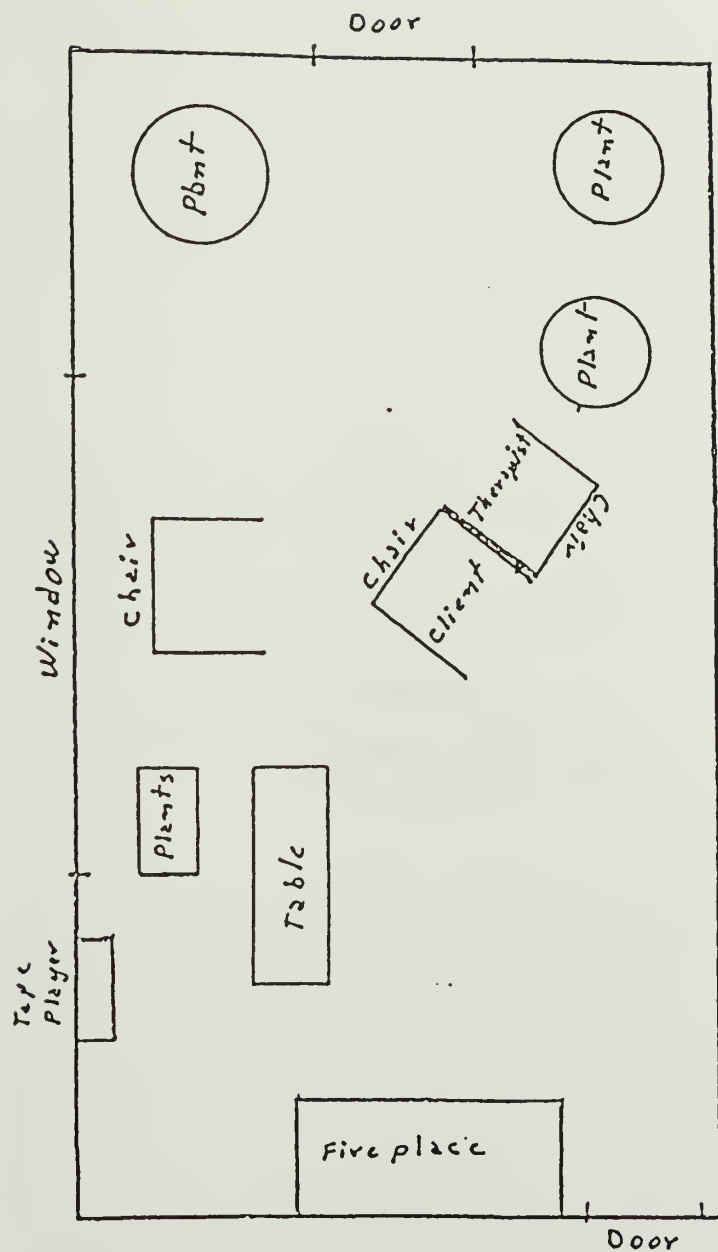 Door
Plant
Plant
Plant
Therapist
Chair
Chair
Client
Chair
Window
Plants
Table
Tape
Player
Fireplace
Door